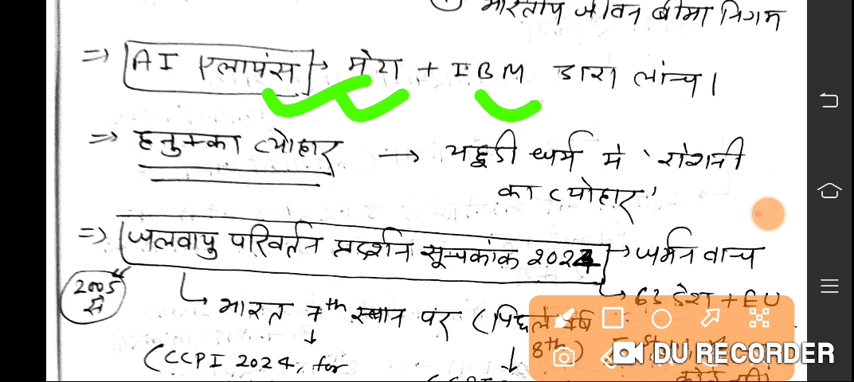 भारतीय जीवन बीमा निगम
⇒ AI एलायंस → मेटा + IBM द्वारा लांच।
⇒ हनुक्का त्योहार → यहूदी धर्म में 'रोशनी
का त्योहार'
⇒ जलवायु परिवर्तन प्रदर्शन सूचकांक 2024 → जर्मन वाच
2005 से
↳ भारत 7th स्थान पर (पिछले वर्ष 8th)
↳ 63 देश + EU
(CCPI 2024, for
DU RECORDER